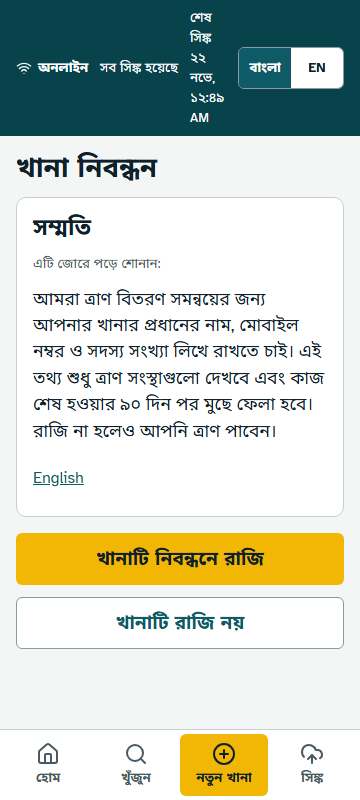 অনলাইন সব সিঙ্ক হয়েছে
শেষ
সিঙ্ক
২২
নভে,
১২:৪৯
AM
বাংলা EN
খানা নিবন্ধন
সম্মতি
এটি জোরে পড়ে শোনান:
আমরা ত্রাণ বিতরণ সমন্বয়ের জন্য
আপনার খানার প্রধানের নাম, মোবাইল
নম্বর ও সদস্য সংখ্যা লিখে রাখতে চাই। এই
তথ্য শুধু ত্রাণ সংস্থাগুলো দেখবে এবং কাজ
শেষ হওয়ার ৯০ দিন পর মুছে ফেলা হবে।
রাজি না হলেও আপনি ত্রাণ পাবেন।
English
খানাটি নিবন্ধনে রাজি
খানাটি রাজি নয়
হোম খুঁজুন নতুন খানা সিঙ্ক